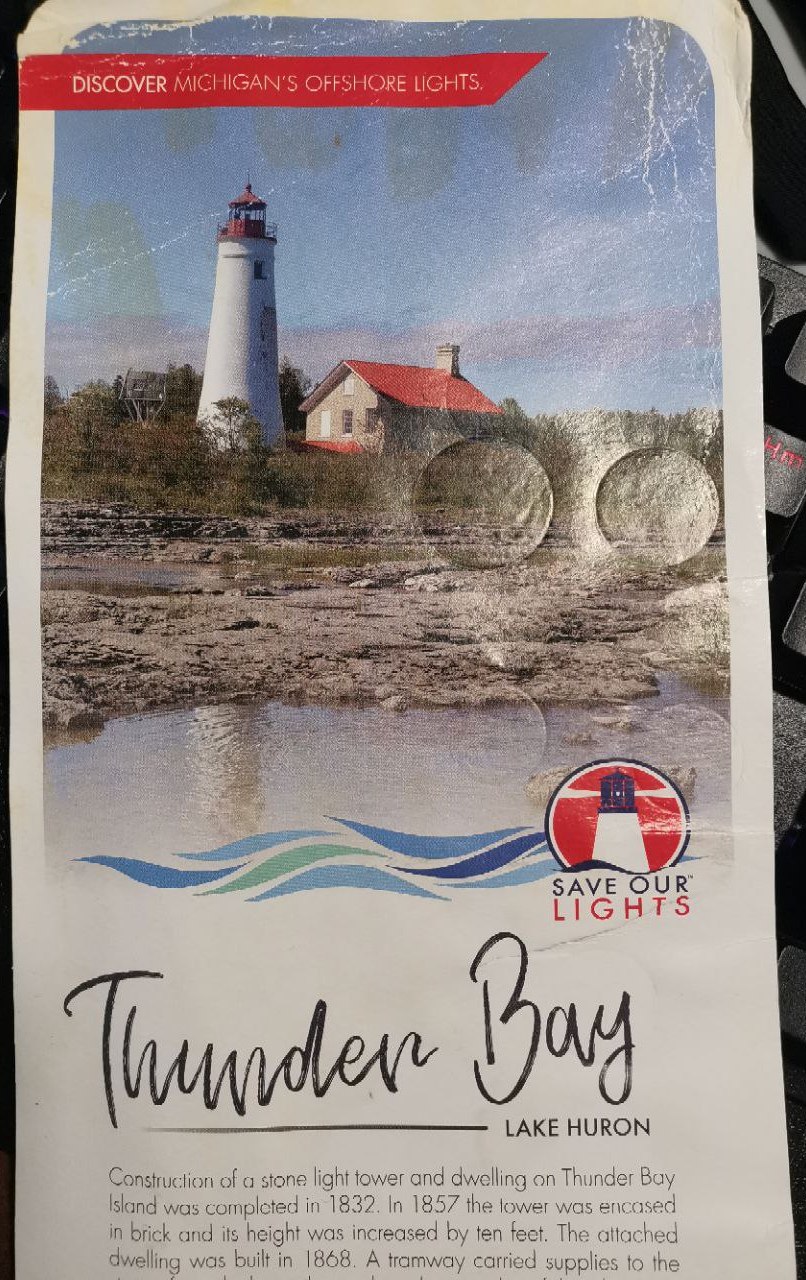 DISCOVER MICHIGAN'S OFFSHORE LIGHTS.
SAVE OUR™
LIGHTS
Thunder Bay
LAKE HURON
Construction of a stone light tower and dwelling on Thunder Bay
Island was completed in 1832. In 1857 the tower was encased
in brick and its height was increased by ten feet. The attached
dwelling was built in 1868. A tramway carried supplies to the
Hm